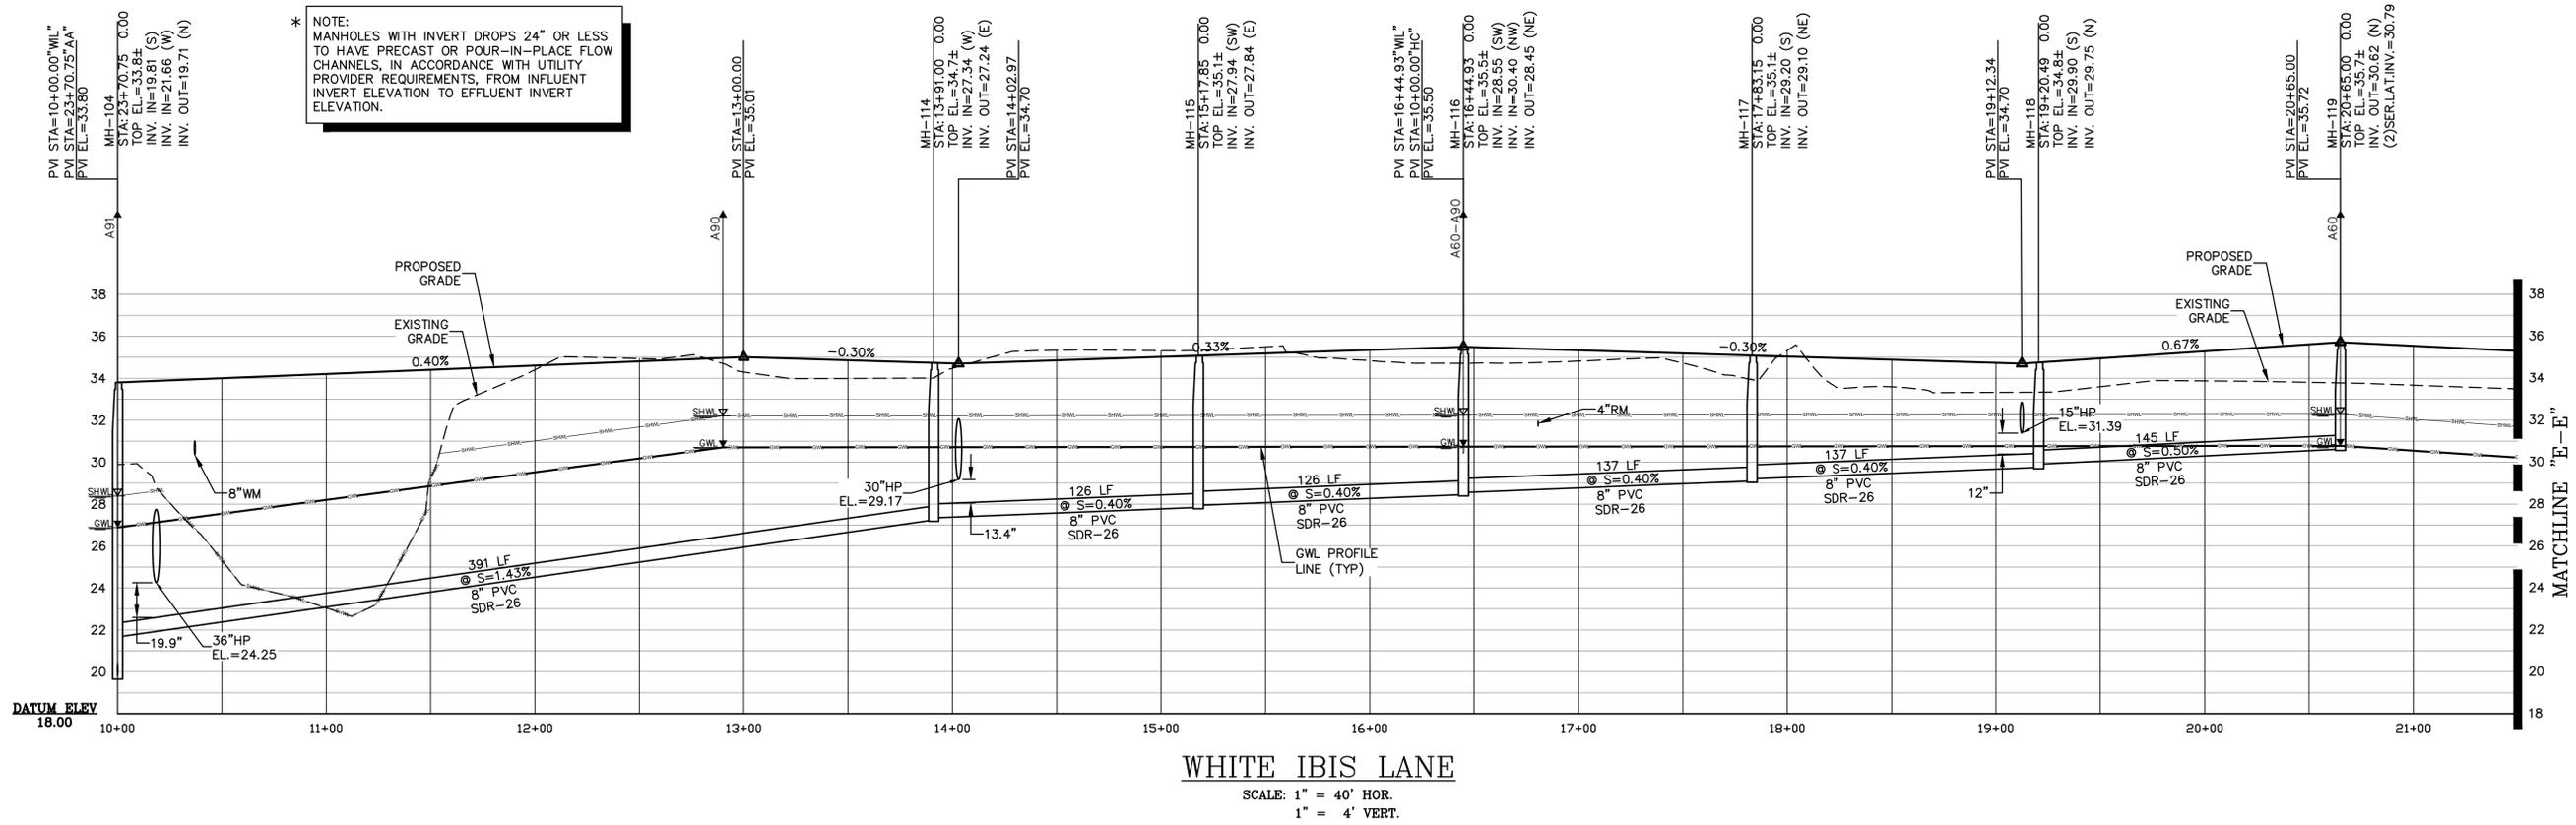 PVI STA=10+00.00"WIL"
PVI STA=23+70.75"AA"
PVI EL.=33.80
MH-104
STA:23+70.75 0.00
TOP EL.=33.8±
INV. IN=19.81 (S)
INV. IN=21.66 (W)
INV. OUT=19.71 (N)
* NOTE:
MANHOLES WITH INVERT DROPS 24" OR LESS
TO HAVE PRECAST OR POUR-IN-PLACE FLOW
CHANNELS, IN ACCORDANCE WITH UTILITY
PROVIDER REQUIREMENTS, FROM INFLUENT
INVERT ELEVATION TO EFFLUENT INVERT
ELEVATION.
PVI STA=13+00.00
PVI EL.=35.01
MH-114
STA:13+91.00 0.00
TOP EL.=34.7±
INV. IN=27.34 (W)
INV. OUT=27.24 (E)
PVI STA=14+02.97
PVI EL.=34.70
MH-115
STA:15+17.85 0.00
TOP EL.=35.1±
INV. IN=27.94 (SW)
INV. OUT=27.84 (E)
PVI STA=16+44.93"WIL"
PVI STA=10+00.00"HC"
PVI EL.=35.50
MH-116
STA:16+44.93 0.00
TOP EL.=35.5±
INV. IN=28.55 (SW)
INV. IN=30.40 (NW)
INV. OUT=28.45 (NE)
MH-117
STA:17+83.15 0.00
TOP EL.=35.1±
INV. IN=29.20 (S)
INV. OUT=29.10 (NE)
PVI STA=19+12.34
PVI EL.=34.70
MH-118
STA:19+20.49 0.00
TOP EL.=34.8±
INV. IN=29.90 (S)
INV. OUT=29.75 (N)
PVI STA=20+65.00
PVI EL.=35.72
MH-119
STA:20+65.00 0.00
TOP EL.=35.7±
INV. OUT=30.62 (N)
(2)SER.LAT.INV.=30.79
A91
A90
A60-A90
A60
PROPOSED
GRADE
EXISTING
GRADE
PROPOSED
GRADE
EXISTING
GRADE
0.40%
-0.30%
0.33%
-0.30%
0.67%
38
36
34
32
30
28
26
24
22
20
38
36
34
32
30
28
26
24
22
20
18
SHWL
GWL
SHWL
GWL
SHWL
GWL
SHWL
GWL
8"WM
4"RM
15"HP
EL.=31.39
30"HP
EL.=29.17
36"HP
EL.=24.25
19.9"
13.4"
12"
391 LF
@ S=1.43%
8" PVC
SDR-26
126 LF
@ S=0.40%
8" PVC
SDR-26
126 LF
@ S=0.40%
8" PVC
SDR-26
137 LF
@ S=0.40%
8" PVC
SDR-26
137 LF
@ S=0.40%
8" PVC
SDR-26
145 LF
@ S=0.50%
8" PVC
SDR-26
GWL PROFILE
LINE (TYP)
MATCHLINE "E-E"
DATUM ELEV
18.00
10+00
11+00
12+00
13+00
14+00
15+00
16+00
17+00
18+00
19+00
20+00
21+00
WHITE IBIS LANE
SCALE: 1" = 40' HOR.
1" = 4' VERT.